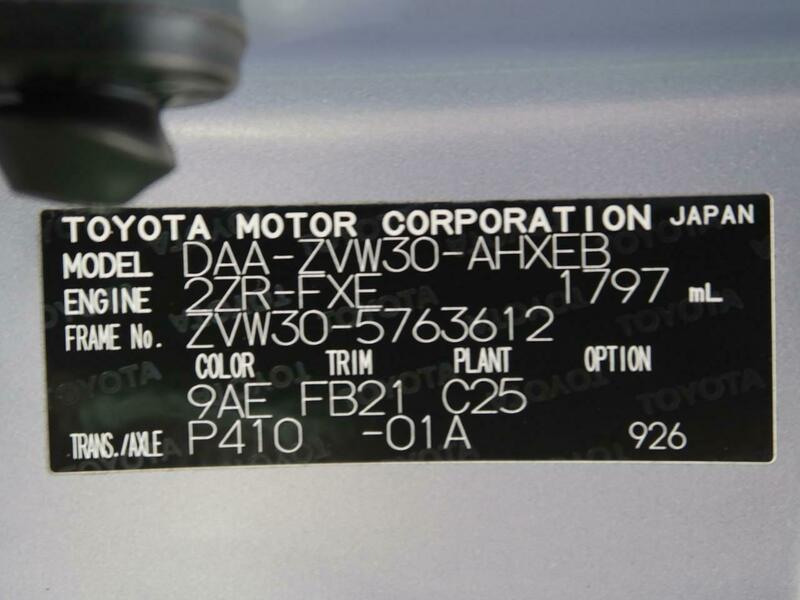 TOYOTA MOTOR CORPORATION JAPAN
MODEL DAA-ZVW30-AHXEB
ENGINE 2ZR-FXE 1797 mL
FRAME No. ZVW30-5763612
COLOR TRIM PLANT OPTION
9AE FB21 C25
TRANS./AXLE P410 -01A 926